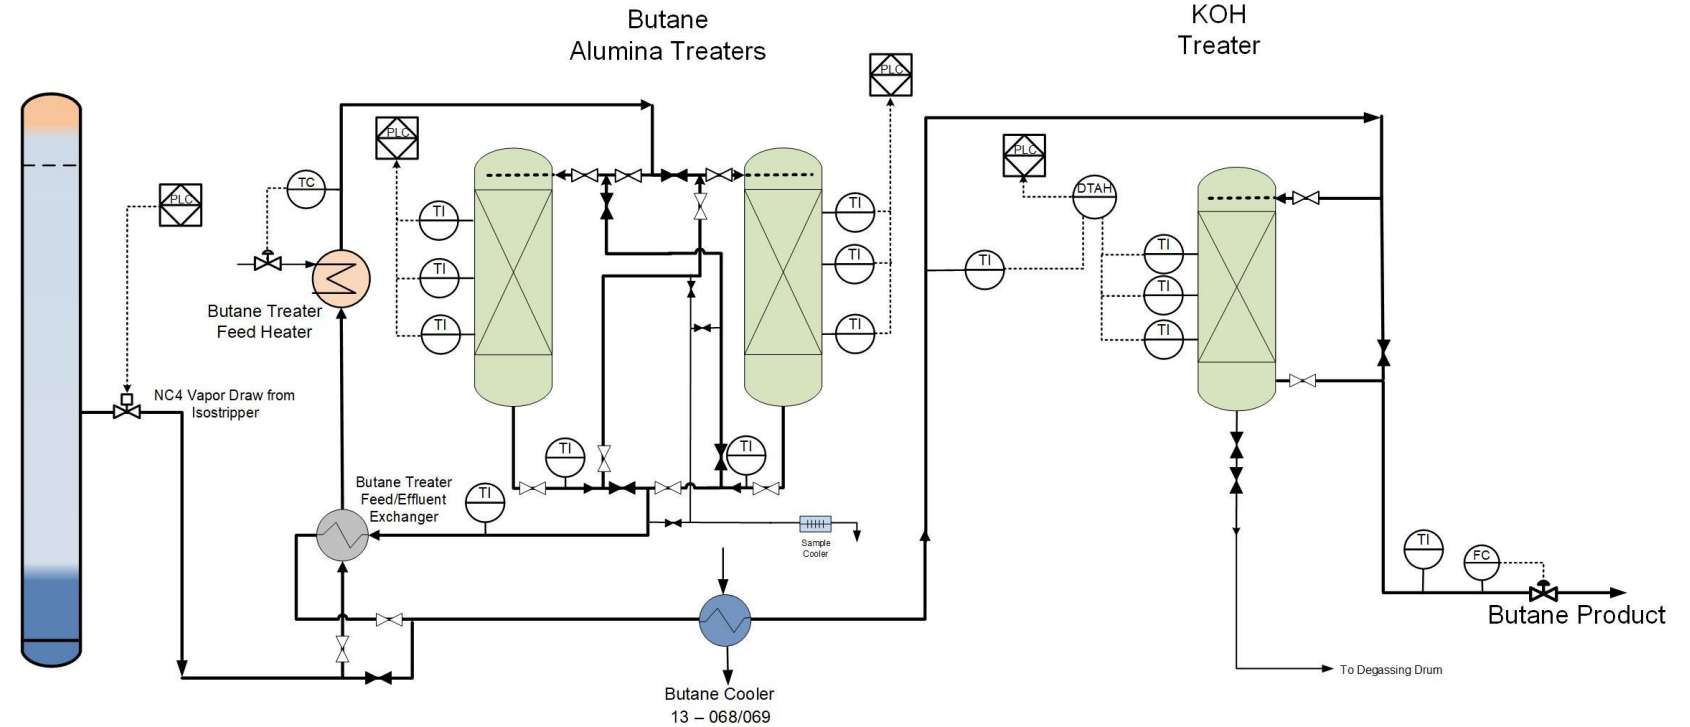 Butane
Alumina Treaters
KOH
Treater
PLC
PLC
PLC
PLC
TC
TI
TI
TI
TI
TI
TI
DTAH
TI
TI
TI
TI
Butane Treater
Feed Heater
NC4 Vapor Draw from
Isostripper
TI
TI
Butane Treater
Feed/Effluent
Exchanger
TI
Sample
Cooler
TI
FC
Butane Product
To Degassing Drum
Butane Cooler
13 – 068/069